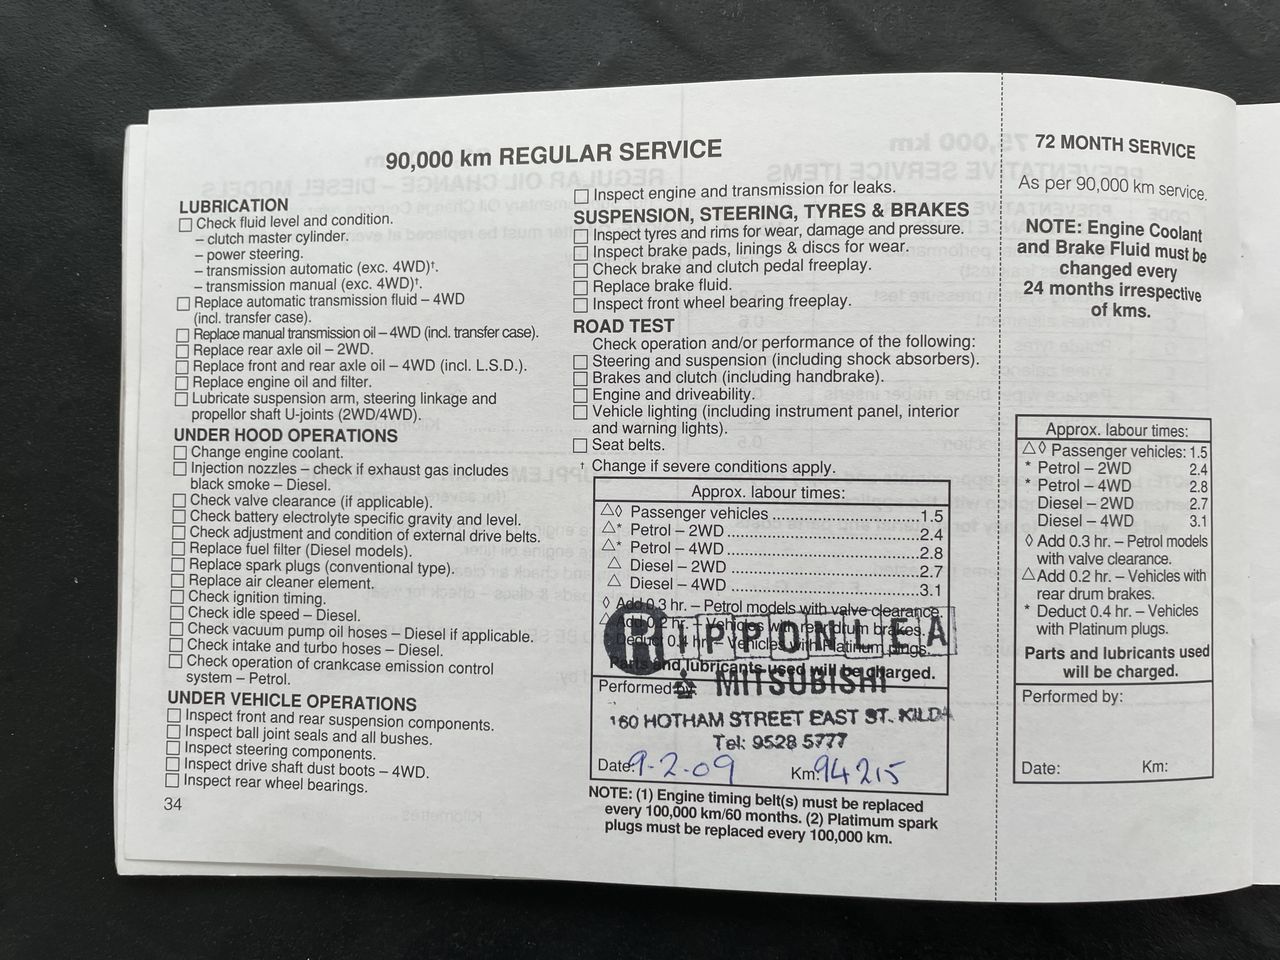 90,000 km REGULAR SERVICE
LUBRICATION
Check fluid level and condition.
– clutch master cylinder.
– power steering.
– transmission automatic (exc. 4WD)†.
– transmission manual (exc. 4WD)†.
Replace automatic transmission fluid – 4WD
(incl. transfer case).
Replace manual transmission oil – 4WD (incl. transfer case).
Replace rear axle oil – 2WD.
Replace front and rear axle oil – 4WD (incl. L.S.D.).
Replace engine oil and filter.
Lubricate suspension arm, steering linkage and
propellor shaft U-joints (2WD/4WD).
UNDER HOOD OPERATIONS
Change engine coolant.
Injection nozzles – check if exhaust gas includes
black smoke – Diesel.
Check valve clearance (if applicable).
Check battery electrolyte specific gravity and level.
Check adjustment and condition of external drive belts.
Replace fuel filter (Diesel models).
Replace spark plugs (conventional type).
Replace air cleaner element.
Check ignition timing.
Check idle speed – Diesel.
Check vacuum pump oil hoses – Diesel if applicable.
Check intake and turbo hoses – Diesel.
Check operation of crankcase emission control
system – Petrol.
UNDER VEHICLE OPERATIONS
Inspect front and rear suspension components.
Inspect ball joint seals and all bushes.
Inspect steering components.
Inspect drive shaft dust boots – 4WD.
Inspect rear wheel bearings.
34
Inspect engine and transmission for leaks.
SUSPENSION, STEERING, TYRES & BRAKES
Inspect tyres and rims for wear, damage and pressure.
Inspect brake pads, linings & discs for wear.
Check brake and clutch pedal freeplay.
Replace brake fluid.
Inspect front wheel bearing freeplay.
ROAD TEST
Check operation and/or performance of the following:
Steering and suspension (including shock absorbers).
Brakes and clutch (including handbrake).
Engine and driveability.
Vehicle lighting (including instrument panel, interior
and warning lights).
Seat belts.
† Change if severe conditions apply.
Approx. labour times:
△◊ Passenger vehicles ........ 1.5
△* Petrol – 2WD ........ 2.4
△* Petrol – 4WD ........ 2.8
△ Diesel – 2WD ........ 2.7
△ Diesel – 4WD ........ 3.1
◊ Add 0.3 hr. – Petrol models with valve clearance.
△ Add 0.2 hr. – Vehicles with rear drum brakes.
Deduct 0.4 hr. – Vehicles with Platinum plugs.
Parts and lubricants used will be charged.
RIPPONLEA
MITSUBISHI
Performed by:
160 HOTHAM STREET EAST ST. KILDA
Tel: 9528 5777
Date: 9-2-09 Km: 94215
NOTE: (1) Engine timing belt(s) must be replaced
every 100,000 km/60 months. (2) Platimum spark
plugs must be replaced every 100,000 km.
72 MONTH SERVICE
As per 90,000 km service.
NOTE: Engine Coolant
and Brake Fluid must be
changed every
24 months irrespective
of kms.
Approx. labour times:
△◊ Passenger vehicles: 1.5
* Petrol – 2WD 2.4
* Petrol – 4WD 2.8
Diesel – 2WD 2.7
Diesel – 4WD 3.1
◊ Add 0.3 hr. – Petrol models
with valve clearance.
△ Add 0.2 hr. – Vehicles with
rear drum brakes.
* Deduct 0.4 hr. – Vehicles
with Platinum plugs.
Parts and lubricants used
will be charged.
Performed by:
Date: Km: